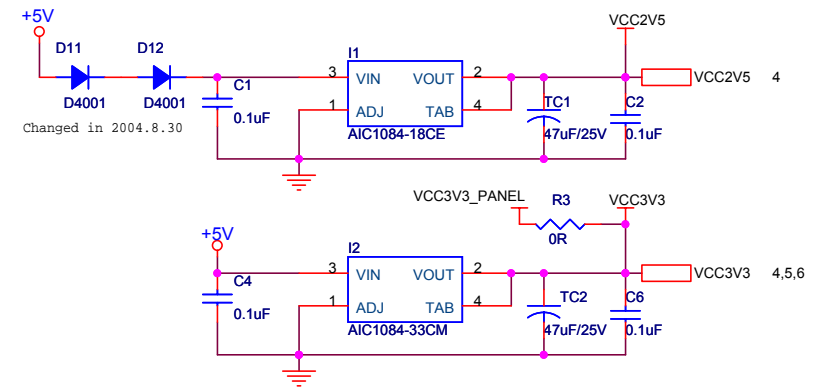 +5V
VCC2V5
D11
D12
I1
C1
3
VIN
VOUT
2
VCC2V5
4
D4001
D4001
0.1uF
1
ADJ
TAB
4
TC1
C2
Changed in 2004.8.30
AIC1084-18CE
47uF/25V
0.1uF
VCC3V3_PANEL
R3
VCC3V3
0R
+5V
I2
C4
3
VIN
VOUT
2
VCC3V3
4,5,6
0.1uF
1
ADJ
TAB
4
TC2
C6
AIC1084-33CM
47uF/25V
0.1uF